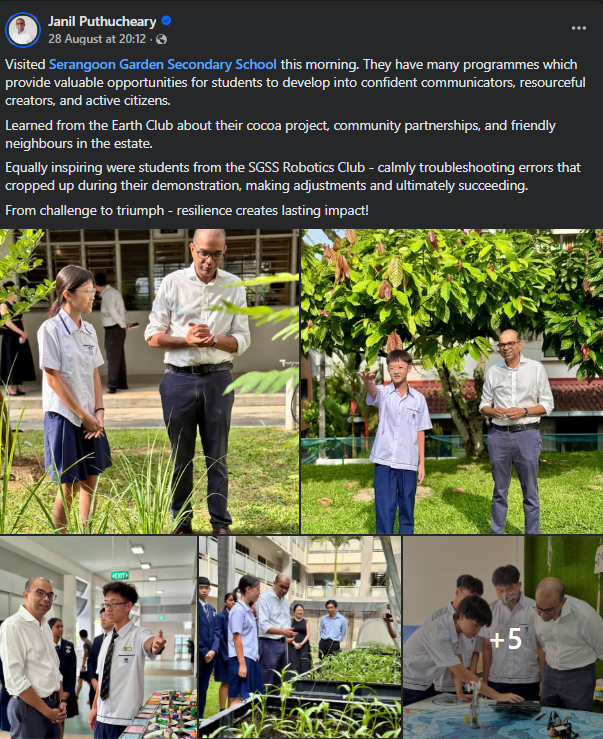 Janil Puthucheary
28 August at 20:12 ·
Visited Serangoon Garden Secondary School this morning. They have many programmes which
provide valuable opportunities for students to develop into confident communicators, resourceful
creators, and active citizens.
Learned from the Earth Club about their cocoa project, community partnerships, and friendly
neighbours in the estate.
Equally inspiring were students from the SGSS Robotics Club - calmly troubleshooting errors that
cropped up during their demonstration, making adjustments and ultimately succeeding.
From challenge to triumph - resilience creates lasting impact!
EXIT
+5